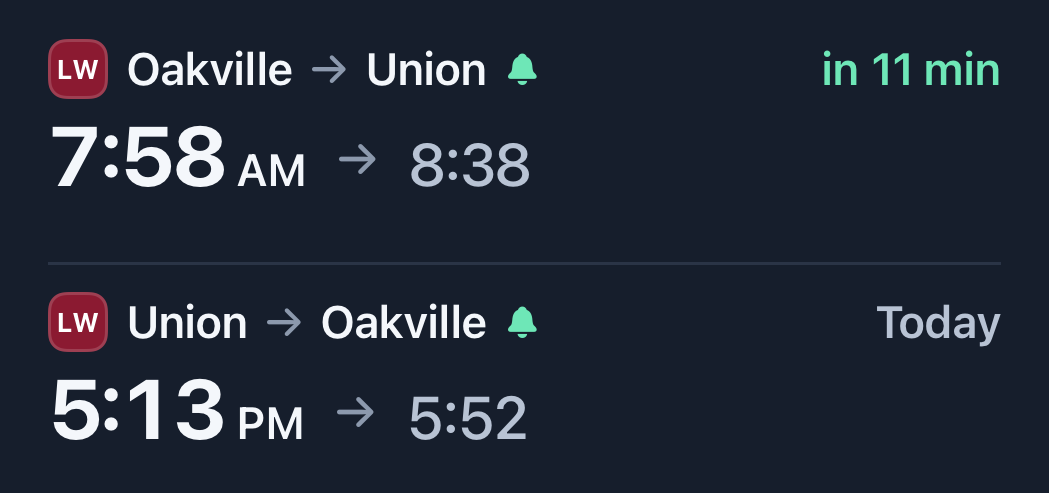 LW Oakville → Union in 11 min
7:58 AM → 8:38
LW Union → Oakville Today
5:13 PM → 5:52